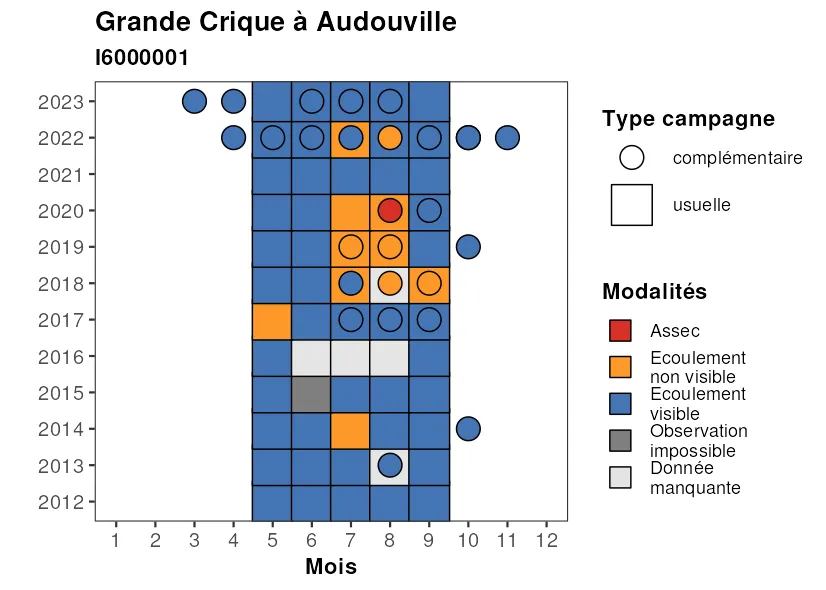 Grande Crique à Audouville
I6000001
2023
2022
2021
2020
2019
2018
2017
2016
2015
2014
2013
2012
1 2 3 4 5 6 7 8 9 10 11 12
Mois
Type campagne
complémentaire
usuelle
Modalités
Assec
Ecoulement
non visible
Ecoulement
visible
Observation
impossible
Donnée
manquante